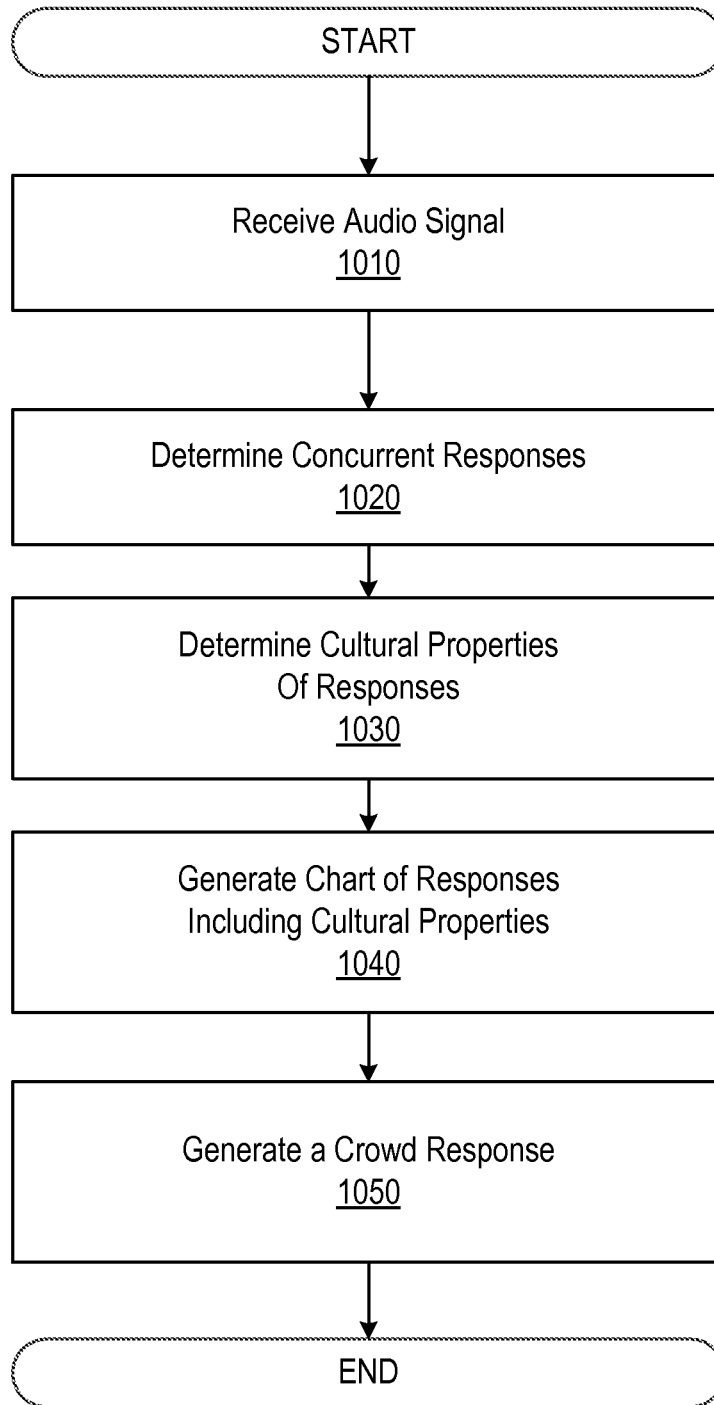 START
Receive Audio Signal
1010
Determine Concurrent Responses
1020
Determine Cultural Properties
Of Responses
1030
Generate Chart of Responses
Including Cultural Properties
1040
Generate a Crowd Response
1050
END